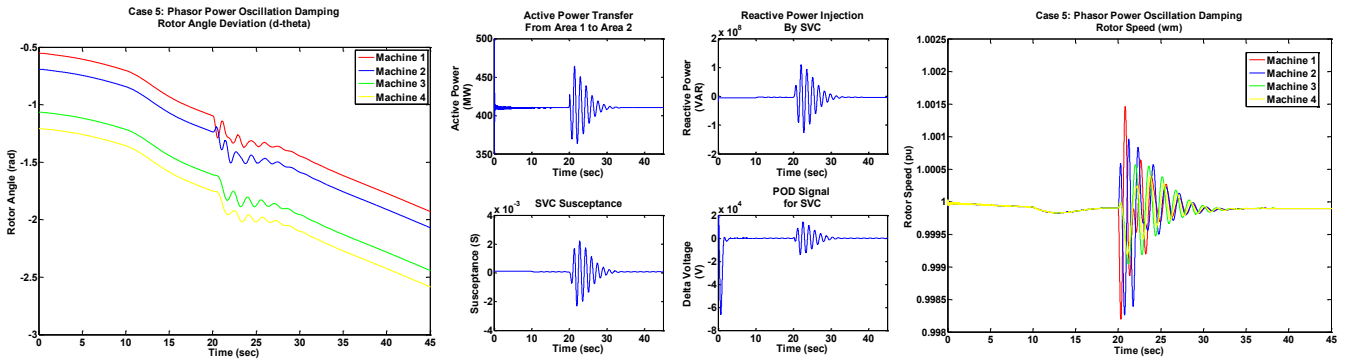 Case 5: Phasor Power Oscillation Damping
Rotor Angle Deviation (d-theta)
-0.5
-1
-1.5
-2
-2.5
-3
Rotor Angle (rad)
0 5 10 15 20 25 30 35 40 45
Time (sec)
Machine 1
Machine 2
Machine 3
Machine 4
Active Power Transfer
From Area 1 to Area 2
500
450
400
350
Active Power
(MW)
0 10 20 30 40
Time (sec)
Reactive Power Injection
By SVC
x 10^8
2
1
0
-1
-2
Reactive Power
(VAR)
0 10 20 30 40
Time (sec)
SVC Susceptance
x 10^-3
4
2
0
-2
-4
Susceptance (S)
0 10 20 30 40
Time (sec)
POD Signal
for SVC
x 10^4
2
0
-2
-4
-6
-8
Delta Voltage
(V)
0 10 20 30 40
Time (sec)
Case 5: Phasor Power Oscillation Damping
Rotor Speed (wm)
1.0025
1.002
1.0015
1.001
1.0005
1
0.9995
0.999
0.9985
0.998
Rotor Speed (pu)
0 5 10 15 20 25 30 35 40 45
Time (sec)
Machine 1
Machine 2
Machine 3
Machine 4